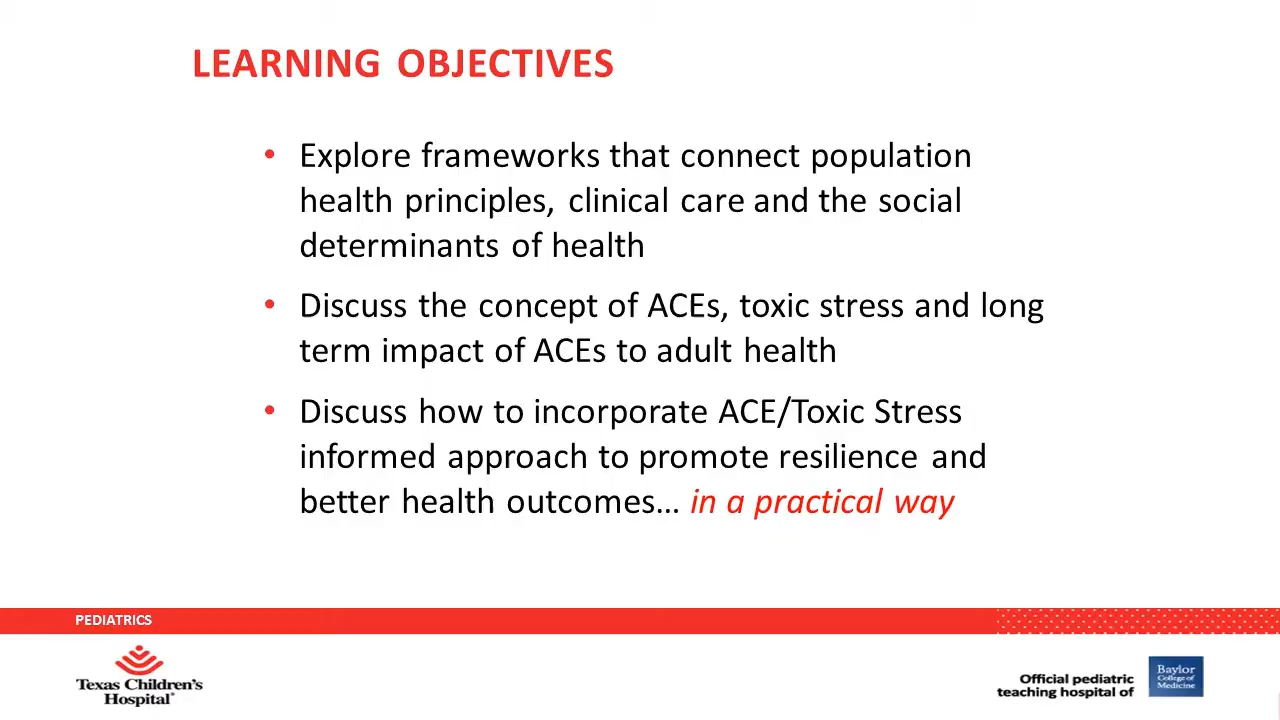 LEARNING OBJECTIVES
• Explore frameworks that connect population
health principles, clinical care and the social
determinants of health
• Discuss the concept of ACEs, toxic stress and long
term impact of ACEs to adult health
• Discuss how to incorporate ACE/Toxic Stress
informed approach to promote resilience and
better health outcomes… in a practical way
PEDIATRICS
Texas Children's
Hospital®
Official pediatric
teaching hospital of
Baylor
College of
Medicine